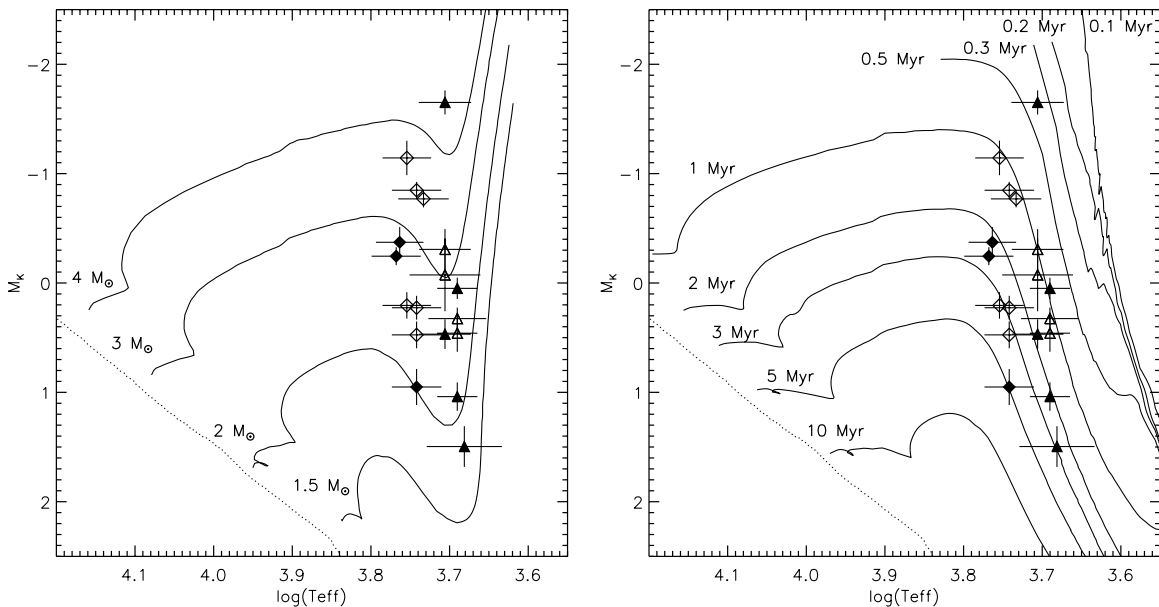 -2
-1
0
1
2
M_K
4 M⊙
3 M⊙
2 M⊙
1.5 M⊙
4.1 4.0 3.9 3.8 3.7 3.6
log(Teff)
0.2 Myr
0.1 Myr
0.3 Myr
0.5 Myr
-2
-1
0
1
2
M_K
1 Myr
2 Myr
3 Myr
5 Myr
10 Myr
4.1 4.0 3.9 3.8 3.7 3.6
log(Teff)